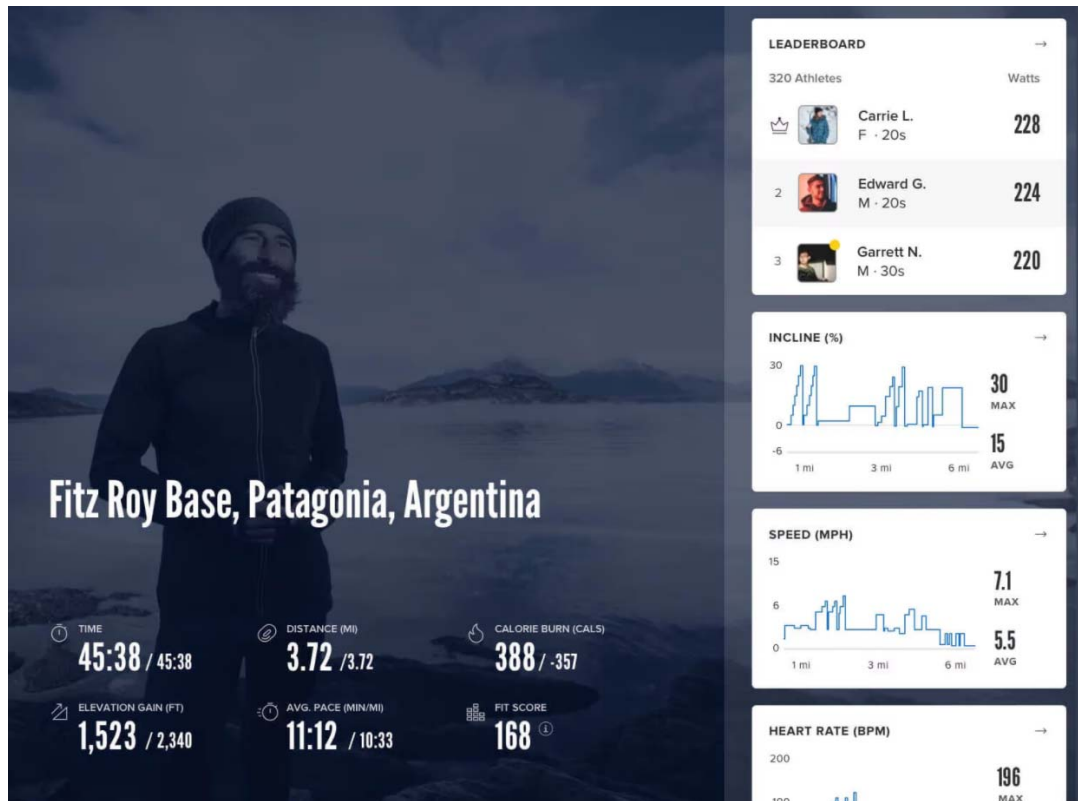 LEADERBOARD →
320 Athletes Watts
Carrie L. 228
F · 20s
2 Edward G. 224
M · 20s
3 Garrett N. 220
M · 30s
INCLINE (%) →
30
0
-6
1 mi 3 mi 6 mi
30
MAX
15
AVG
Fitz Roy Base, Patagonia, Argentina
SPEED (MPH) →
15
6
0
1 mi 3 mi 6 mi
7.1
MAX
5.5
AVG
TIME
45:38 / 45:38
DISTANCE (MI)
3.72 /3.72
CALORIE BURN (CALS)
388 / -357
ELEVATION GAIN (FT)
1,523 / 2,340
AVG. PACE (MIN/MI)
11:12 / 10:33
FIT SCORE
168
HEART RATE (BPM) →
200
196
MAX